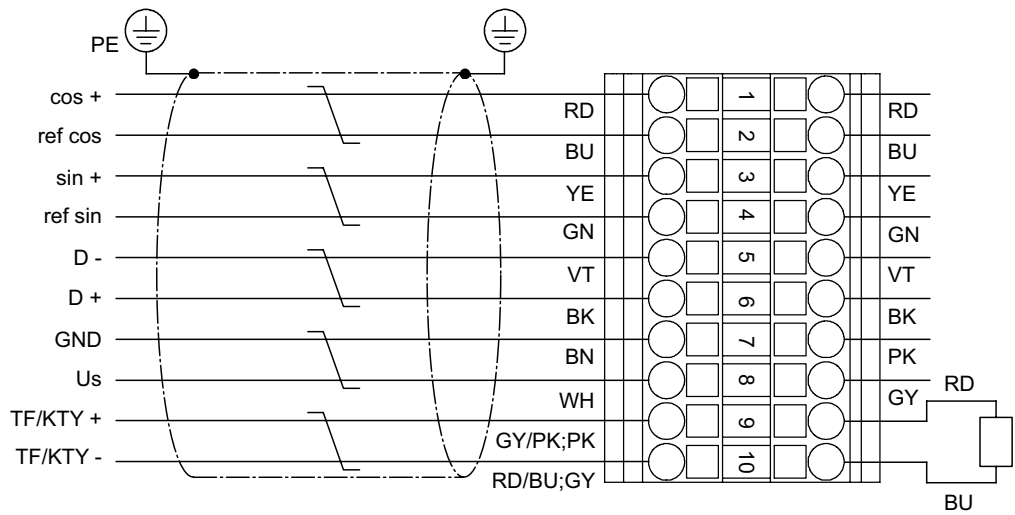 PE
cos + RD 1 RD
ref cos BU 2 BU
sin + YE 3 YE
ref sin GN 4 GN
D - VT 5 VT
D + BK 6 BK
GND BN 7 PK
Us WH 8 GY RD
TF/KTY + GY/PK;PK 9
TF/KTY - RD/BU;GY 10 BU